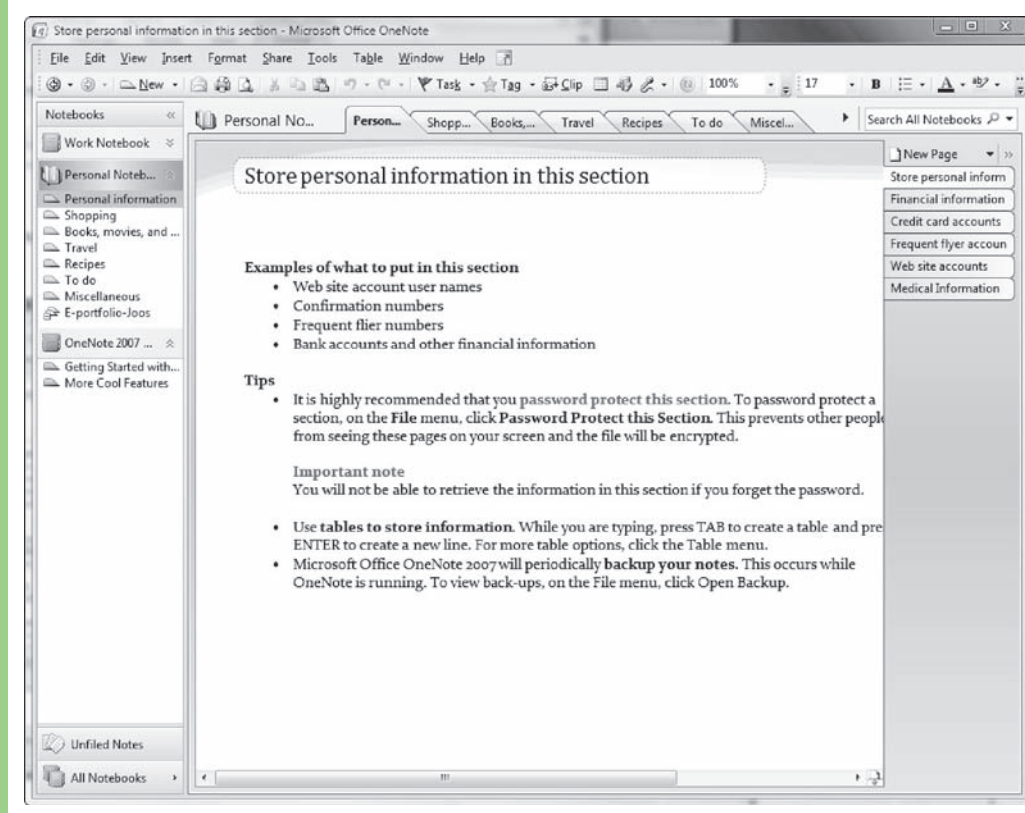 Store personal information in this section - Microsoft Office OneNote
File Edit View Insert Format Share Tools Table Window Help
New Task Tag Clip 100% 17 B A ab
Notebooks «
Work Notebook
Personal Noteb...
Personal information
Shopping
Books, movies, and ...
Travel
Recipes
To do
Miscellaneous
E-portfolio-Joos
OneNote 2007 ...
Getting Started with...
More Cool Features
Unfiled Notes
All Notebooks
Personal No... Person... Shopp... Books,... Travel Recipes To do Miscel...
Search All Notebooks
Store personal information in this section
Examples of what to put in this section
• Web site account user names
• Confirmation numbers
• Frequent flier numbers
• Bank accounts and other financial information
Tips
• It is highly recommended that you password protect this section. To password protect a
section, on the File menu, click Password Protect this Section. This prevents other people
from seeing these pages on your screen and the file will be encrypted.
Important note
You will not be able to retrieve the information in this section if you forget the password.
• Use tables to store information. While you are typing, press TAB to create a table and pre
ENTER to create a new line. For more table options, click the Table menu.
• Microsoft Office OneNote 2007 will periodically backup your notes. This occurs while
OneNote is running. To view back-ups, on the File menu, click Open Backup.
New Page »
Store personal inform
Financial information
Credit card accounts
Frequent flyer accoun
Web site accounts
Medical Information